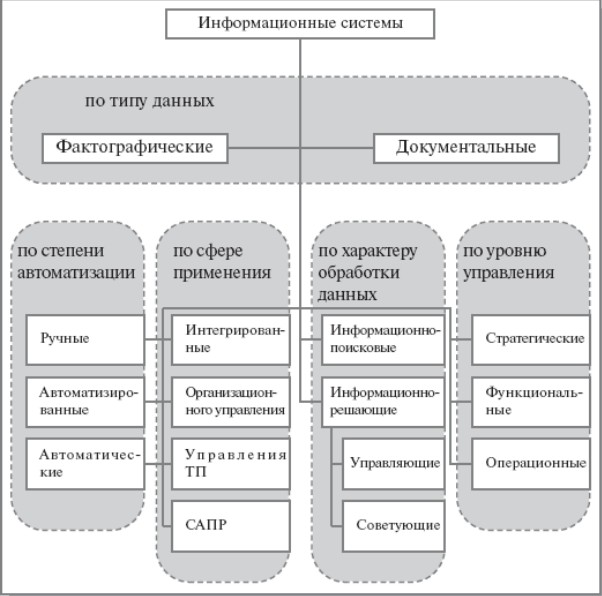 Информационные системы
по типу данных
Фактографические
Документальные
по степени
автоматизации
Ручные
Автоматизиро-
ванные
Автоматичес-
кие
по сфере
применения
Интегрирован-
ные
Организацион-
ного управления
Управления
ТП
САПР
по характеру
обработки
данных
Информационно-
поисковые
Информационно-
решающие
Управляющие
Советующие
по уровню
управления
Стратегические
Функциональ-
ные
Операционные